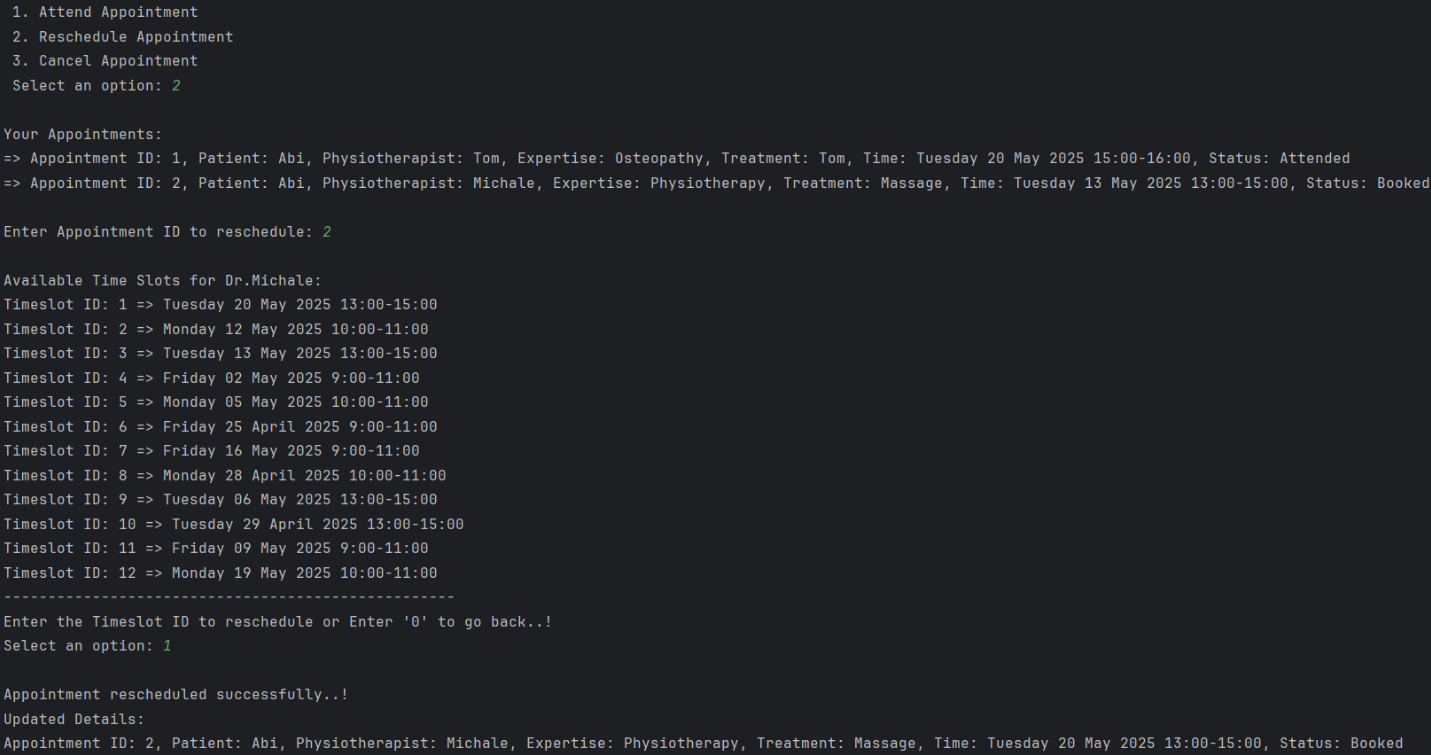 1. Attend Appointment
2. Reschedule Appointment
3. Cancel Appointment
Select an option: 2
Your Appointments:
=> Appointment ID: 1, Patient: Abi, Physiotherapist: Tom, Expertise: Osteopathy, Treatment: Tom, Time: Tuesday 20 May 2025 15:00-16:00, Status: Attended
=> Appointment ID: 2, Patient: Abi, Physiotherapist: Michale, Expertise: Physiotherapy, Treatment: Massage, Time: Tuesday 13 May 2025 13:00-15:00, Status: Booked
Enter Appointment ID to reschedule: 2
Available Time Slots for Dr.Michale:
Timeslot ID: 1 => Tuesday 20 May 2025 13:00-15:00
Timeslot ID: 2 => Monday 12 May 2025 10:00-11:00
Timeslot ID: 3 => Tuesday 13 May 2025 13:00-15:00
Timeslot ID: 4 => Friday 02 May 2025 9:00-11:00
Timeslot ID: 5 => Monday 05 May 2025 10:00-11:00
Timeslot ID: 6 => Friday 25 April 2025 9:00-11:00
Timeslot ID: 7 => Friday 16 May 2025 9:00-11:00
Timeslot ID: 8 => Monday 28 April 2025 10:00-11:00
Timeslot ID: 9 => Tuesday 06 May 2025 13:00-15:00
Timeslot ID: 10 => Tuesday 29 April 2025 13:00-15:00
Timeslot ID: 11 => Friday 09 May 2025 9:00-11:00
Timeslot ID: 12 => Monday 19 May 2025 10:00-11:00
---------------------------------------------------
Enter the Timeslot ID to reschedule or Enter '0' to go back..!
Select an option: 1
Appointment rescheduled successfully..!
Updated Details:
Appointment ID: 2, Patient: Abi, Physiotherapist: Michale, Expertise: Physiotherapy, Treatment: Massage, Time: Tuesday 20 May 2025 13:00-15:00, Status: Booked